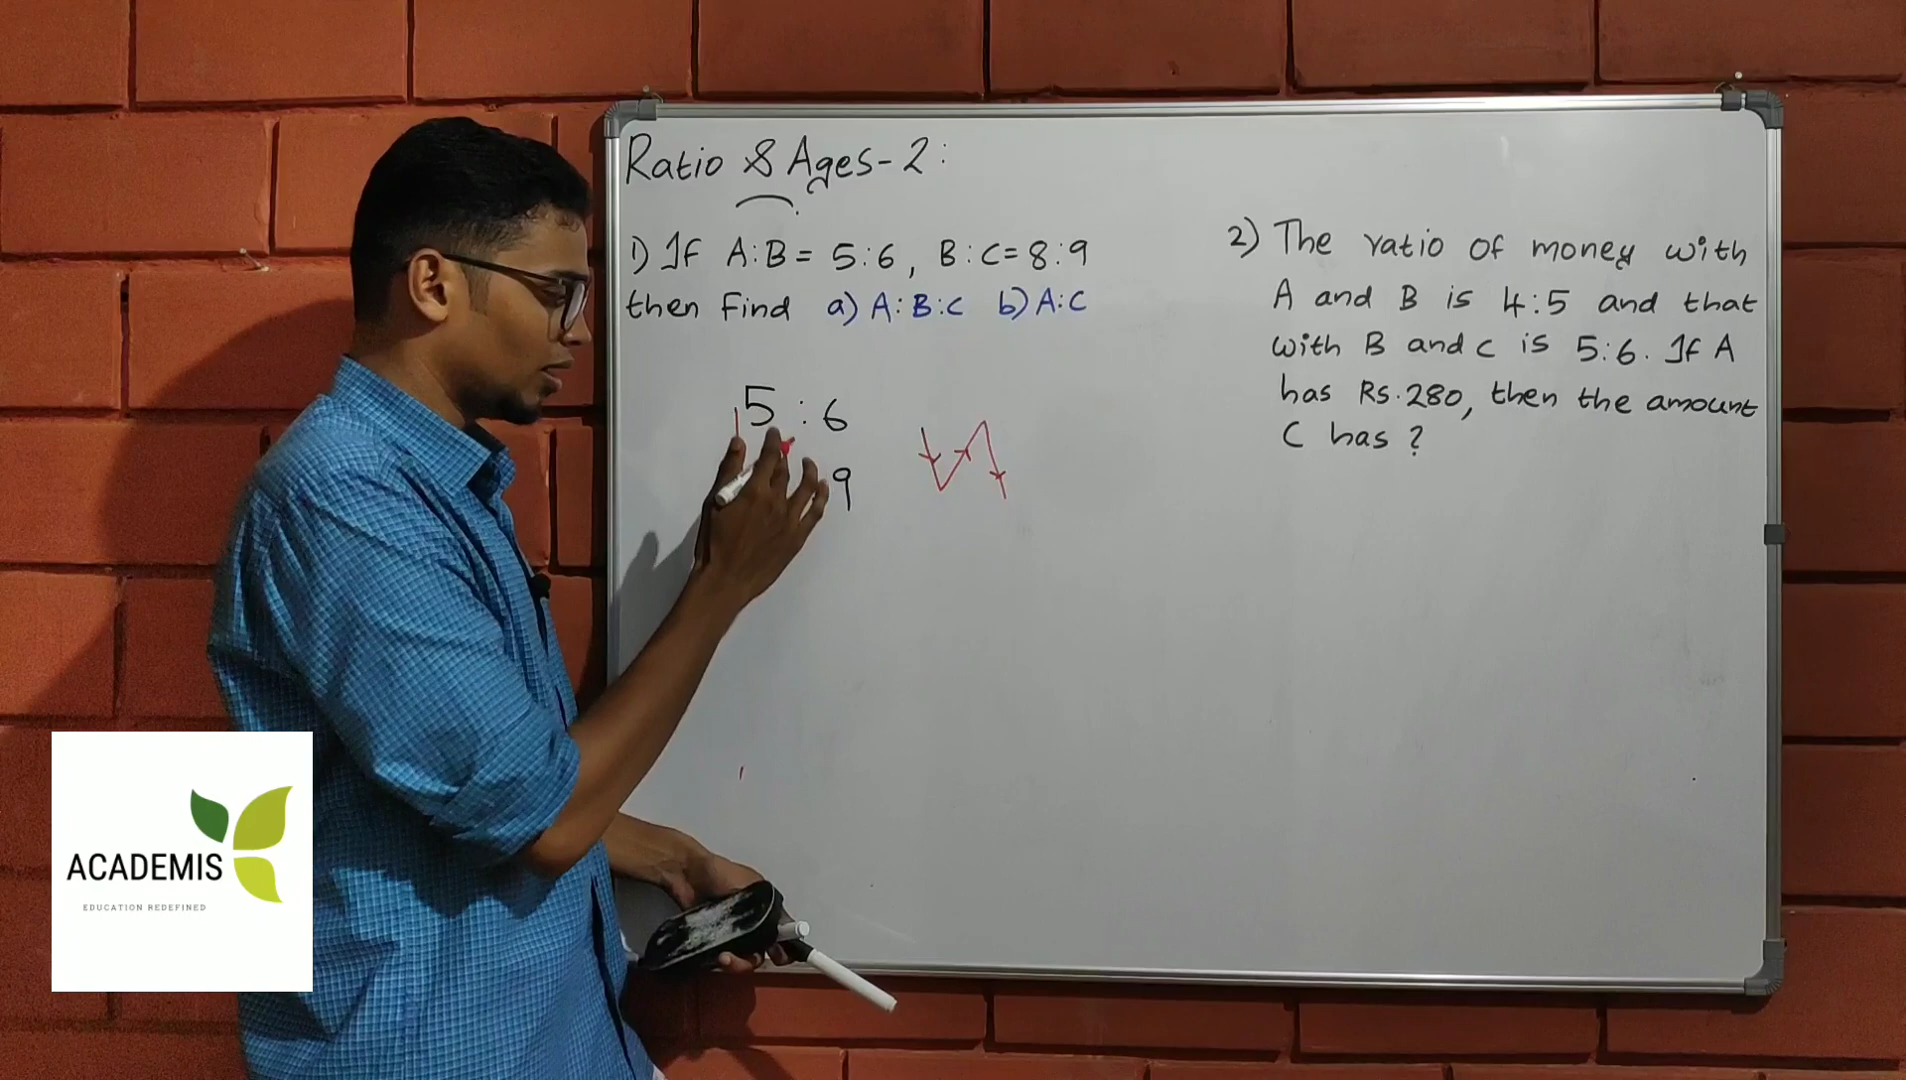 Ratio & Ages-2:
1) If A:B = 5:6, B:C = 8:9
then Find a) A:B:C b) A:C
5 : 6
9
2) The ratio of money with
A and B is 4:5 and that
with B and C is 5:6. If A
has Rs.280, then the amount
C has ?
ACADEMIS
EDUCATION REDEFINED